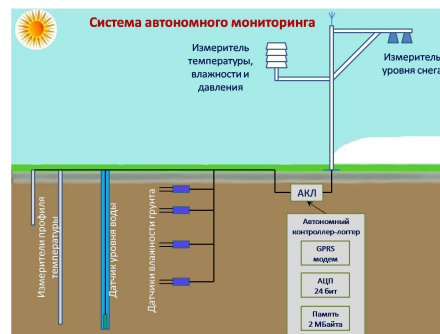 Система автономного мониторинга
Измеритель
температуры,
влажности и
давления
Измеритель
уровня снега
Измерители профиля
температуры
Датчик уровня воды
Датчики влажности грунта
АКЛ
Автономный
контроллер-логгер
GPRS
модем
АЦП
24 бит
Память
2 МБайта